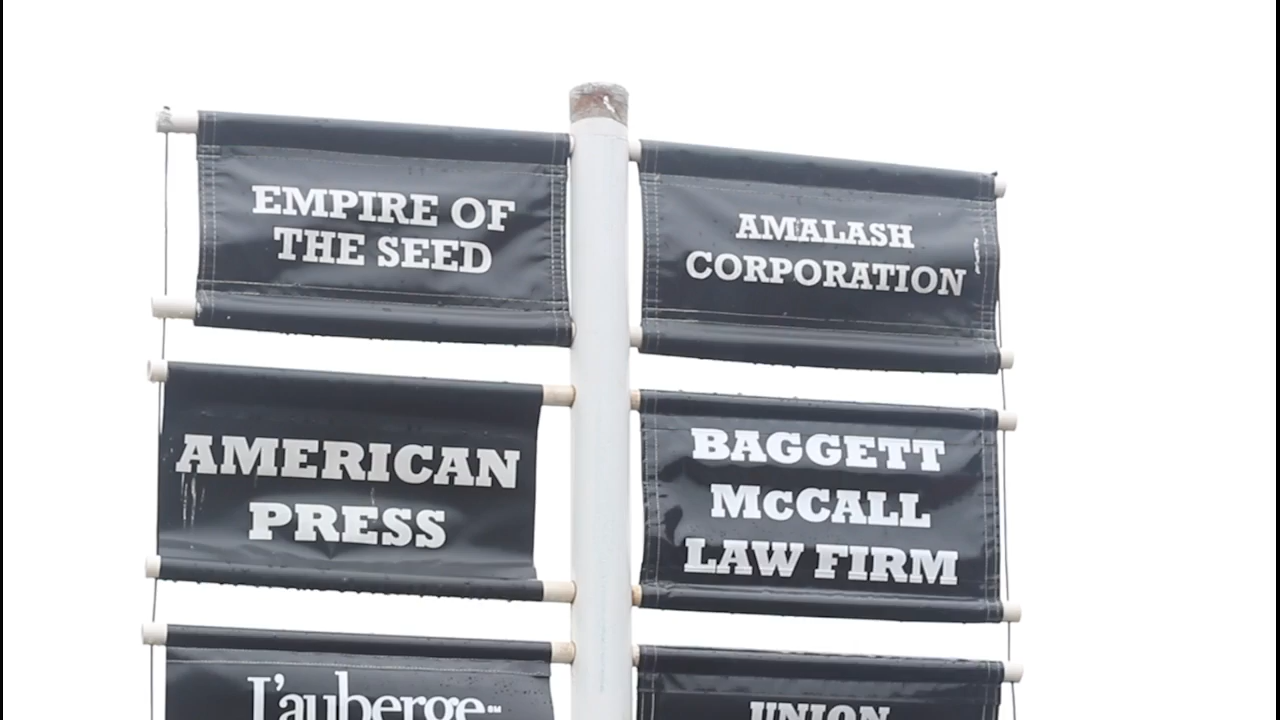 EMPIRE OF
THE SEED
AMALASH
CORPORATION
AMERICAN
PRESS
BAGGETT
McCALL
LAW FIRM
L'auberge
UNION